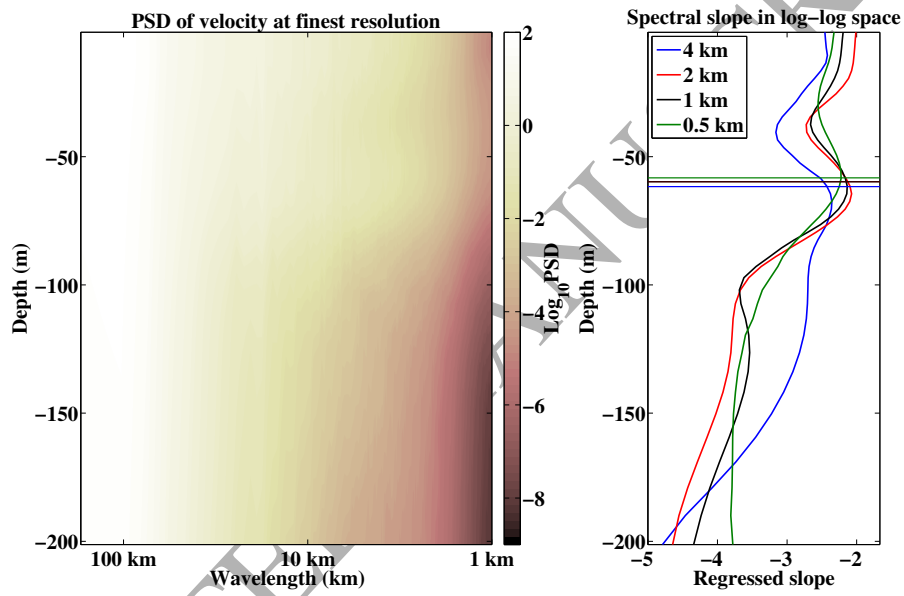 PSD of velocity at finest resolution
2
0
−2
−4
−6
−8
Log10PSD
−50
−100
−150
−200
Depth (m)
100 km
10 km
1 km
Wavelength (km)
Spectral slope in log−log space
4 km
2 km
1 km
0.5 km
−50
−100
−150
−200
Depth (m)
−5
−4
−3
−2
Regressed slope